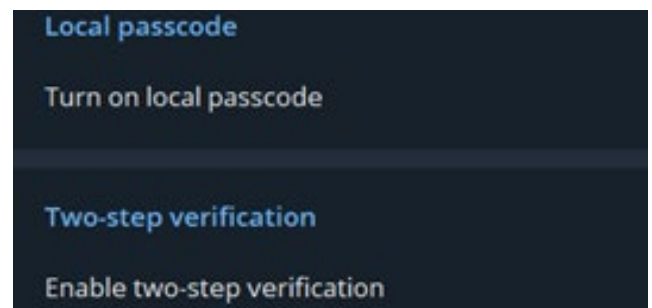 Local passcode
Turn on local passcode
Two-step verification
Enable two-step verification